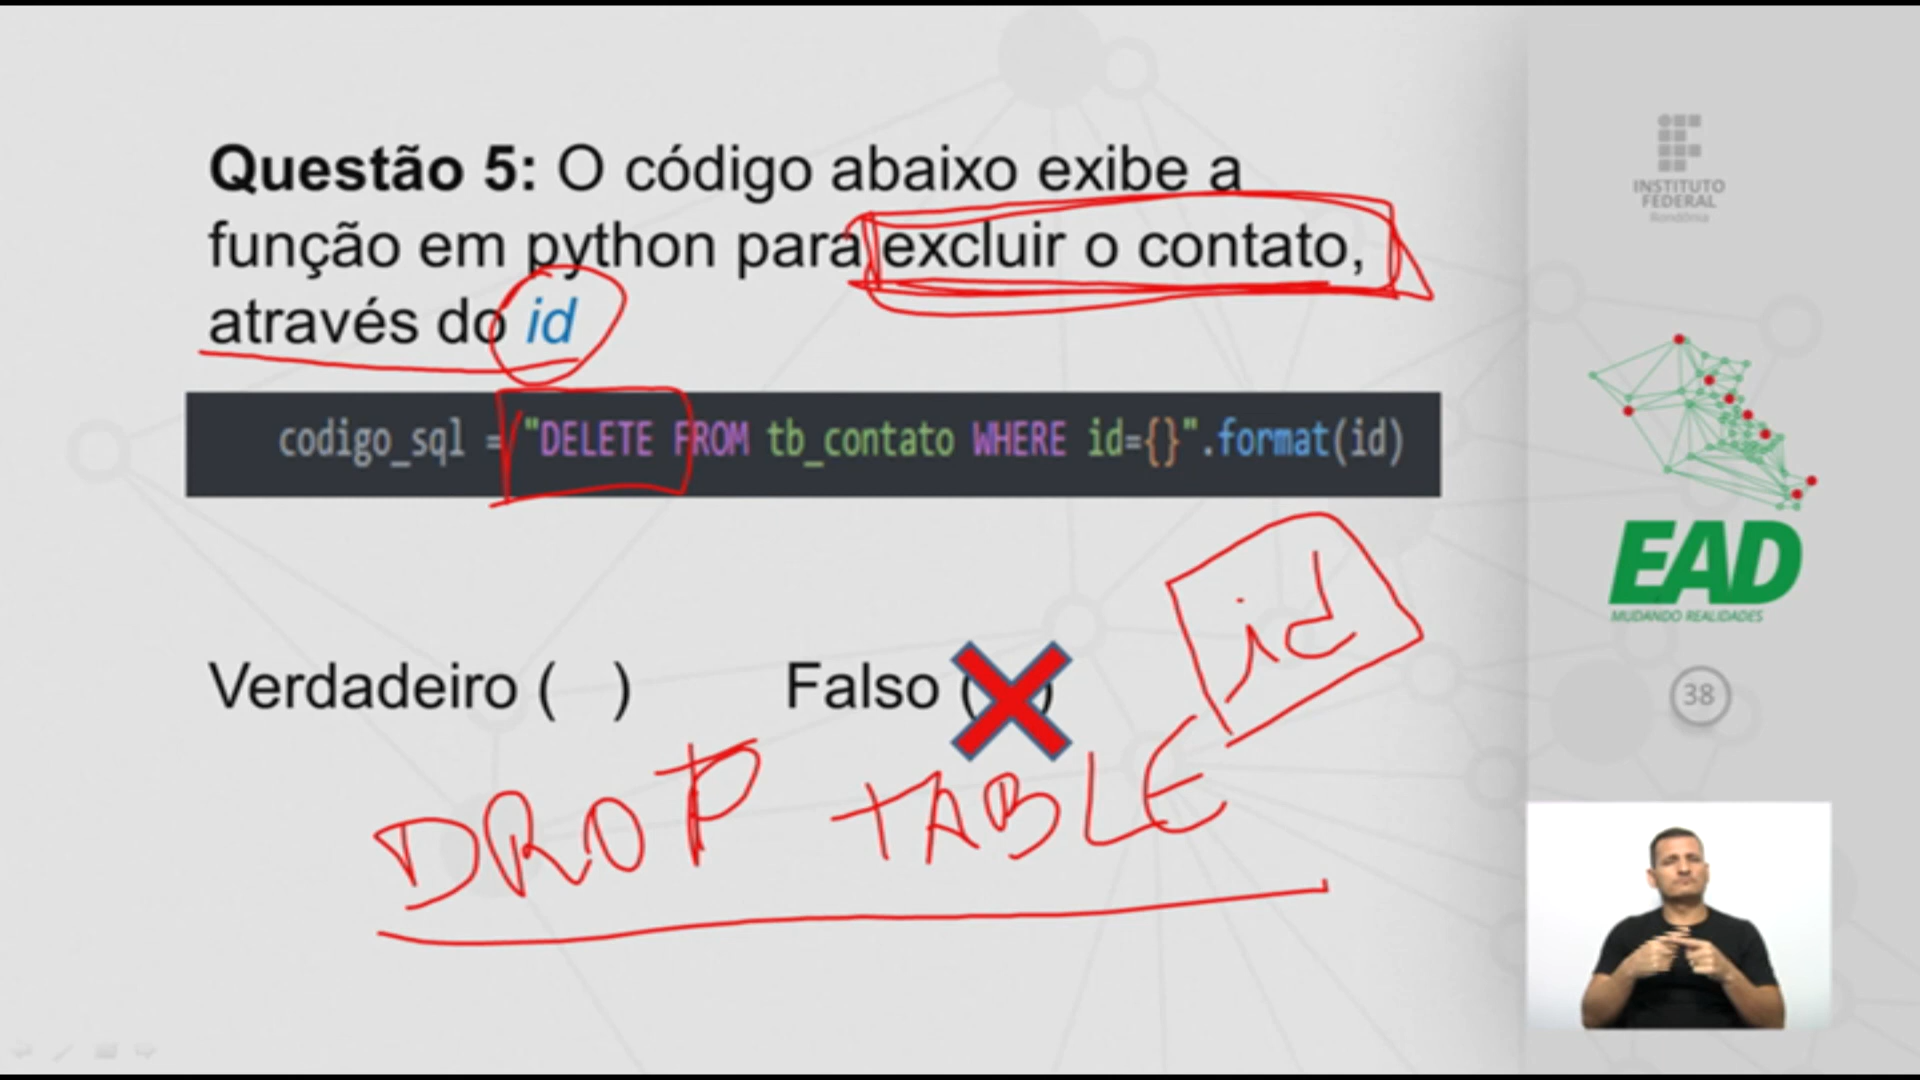 Questão 5: O código abaixo exibe a
função em python para excluir o contato,
através do id
codigo_sql = "DELETE FROM tb_contato WHERE id={}".format(id)
id
Verdadeiro ( ) Falso ( )
DROP TABLE
INSTITUTO
FEDERAL
Rondônia
EAD
MUDANDO REALIDADES
38